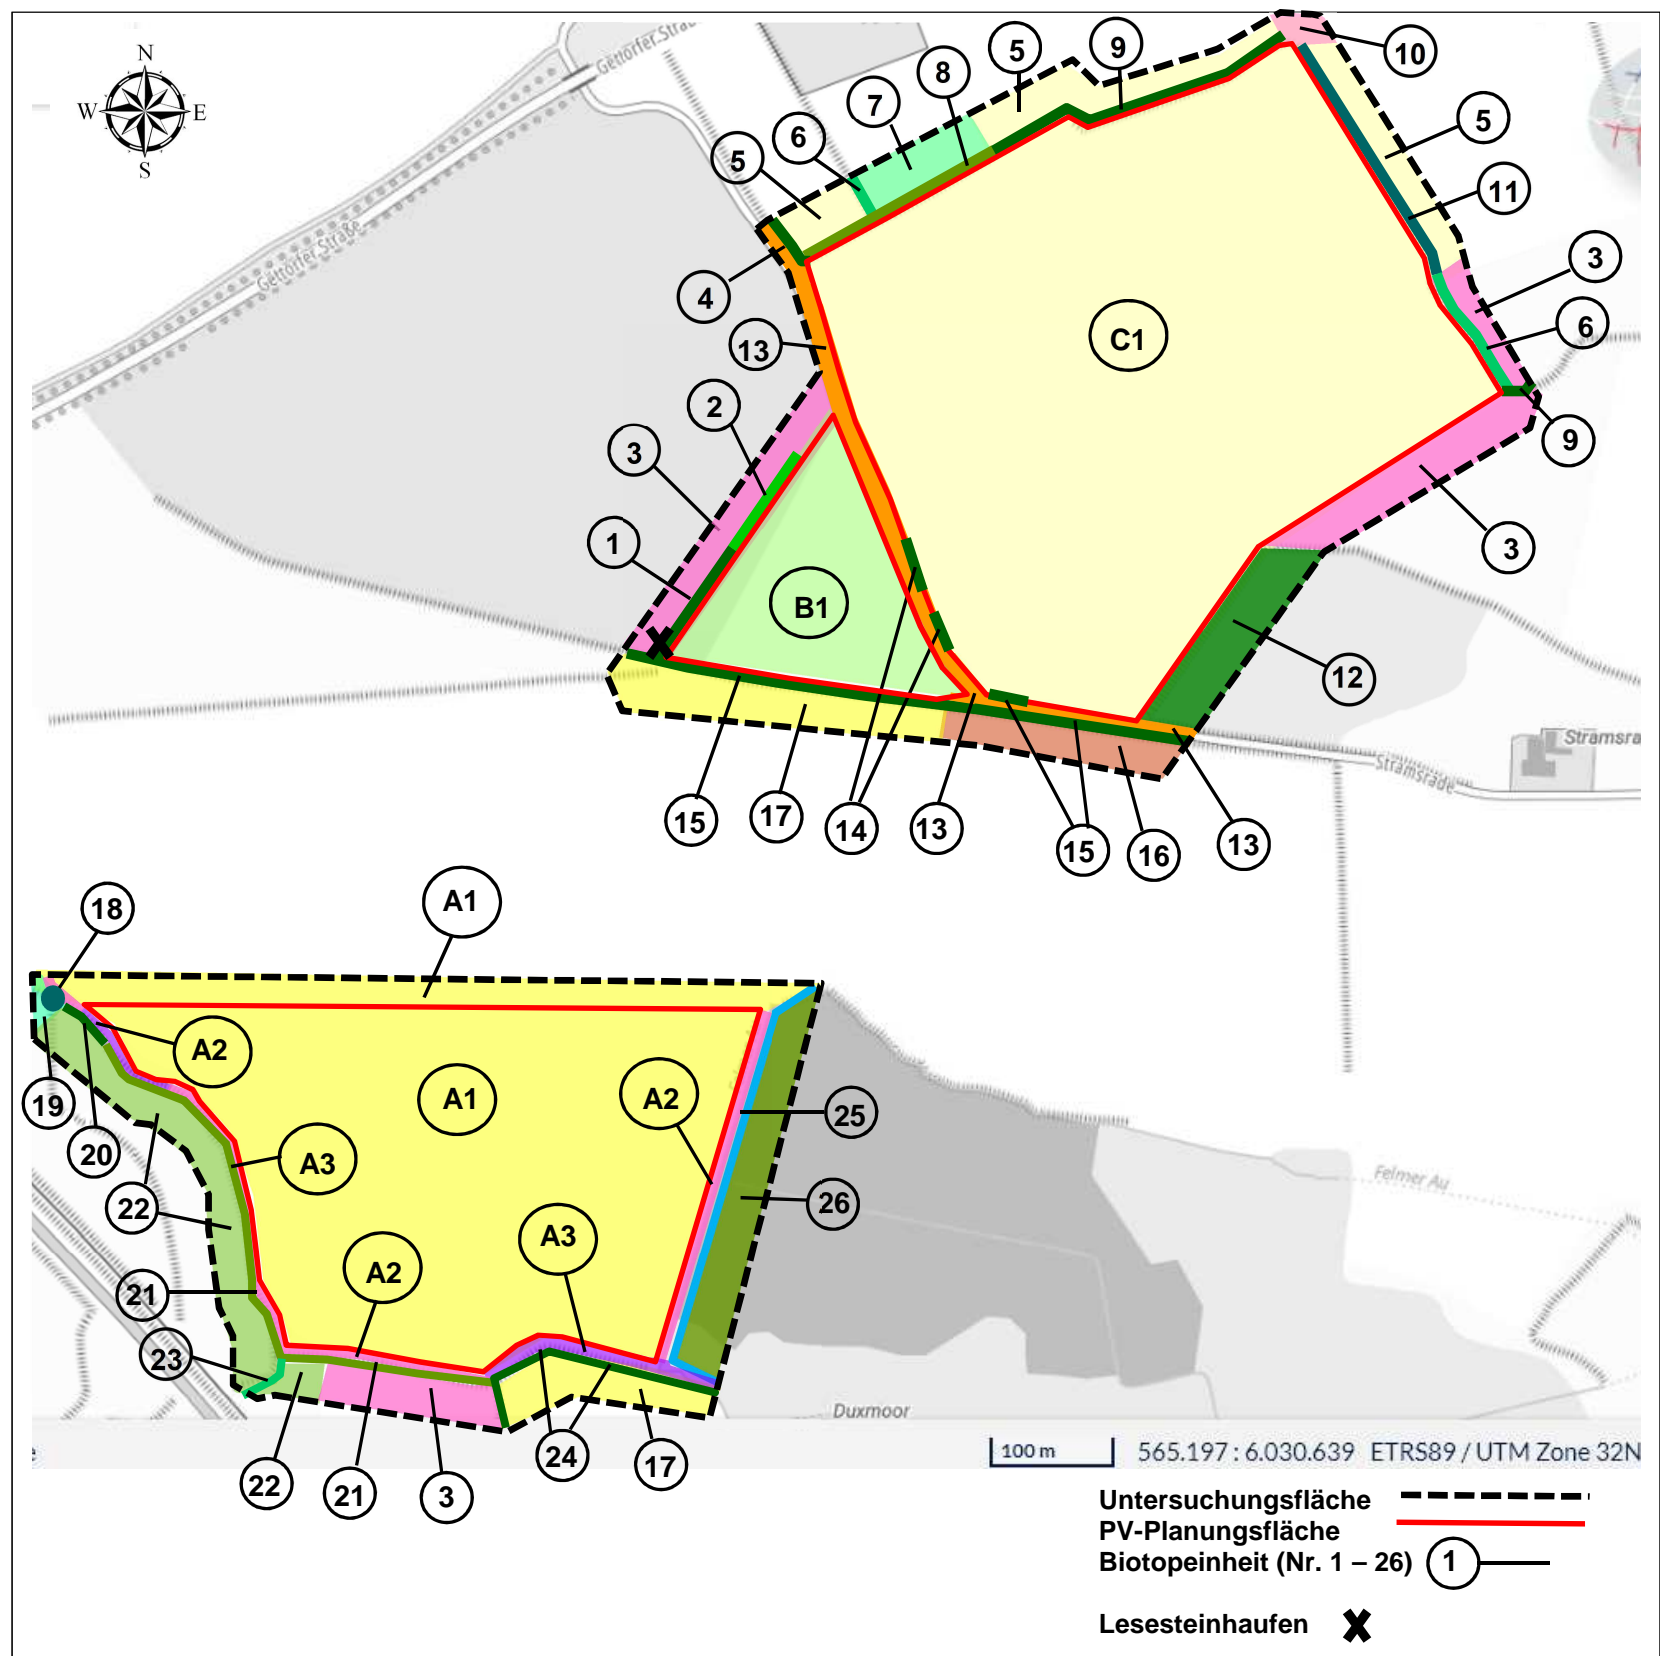 N
W E
S
Gettorfer Straße
Gettorfer Straße
5
9
10
8
7
6
5
5
11
4
3
13
6
C1
2
9
3
3
1
B1
12
Stramsra
Stramsrade
15
17
14
13
15
16
13
18
A1
A2
A1
A2
19
25
20
A3
22
26
Felmer Au
A3
A2
21
23
Duxmoor
22
21
3
24
17
e
100 m 565.197 : 6.030.639 ETRS89 / UTM Zone 32N
Untersuchungsfläche
PV-Planungsfläche
Biotopeinheit (Nr. 1 – 26) 1
Lesesteinhaufen